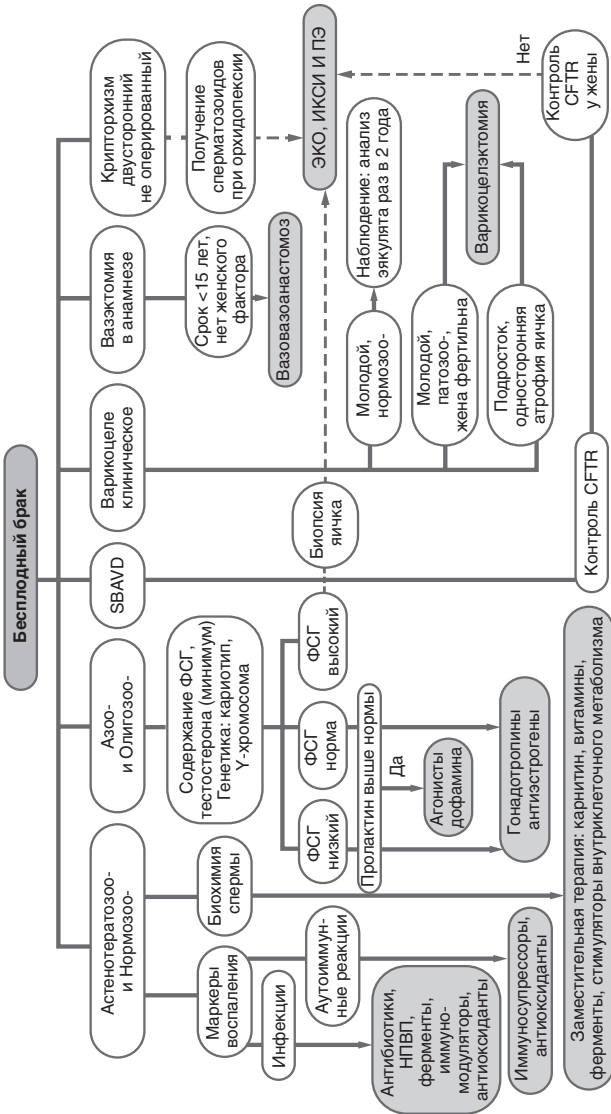 Бесплодный брак
Астенотератозоо-
и Нормозоо-
Азоо-
и Олигозоо-
SBAVD
Варикоцеле
клиническое
Вазэктомия
в анамнезе
Крипторхизм
двусторонний
не оперированный
Маркеры
воспаления
Биохимия
спермы
Инфекции
Аутоиммун-
ные реакции
Антибиотики,
НПВП,
ферменты,
иммуно-
модуляторы,
антиоксиданты
Иммуносупрессоры,
антиоксиданты
Заместительная терапия: карнитин, витамины,
ферменты, стимуляторы внутриклеточного метаболизма
Содержание ФСГ,
тестостерона (минимум)
Генетика: кариотип,
Y-хромосома
ФСГ
низкий
ФСГ
норма
ФСГ
высокий
Пролактин выше нормы
Да
Агонисты
дофамина
Гонадотропины
антиэстрогены
Биопсия
яичка
Контроль CFTR
Молодой,
нормозоо-
Наблюдение: анализ
эякулята раз в 2 года
Молодой,
патозоо-,
жена фертильна
Подросток,
односторонняя
атрофия яичка
Варикоцелэктомия
Срок <15 лет,
нет женского
фактора
Вазовазоанастомоз
Получение
сперматозоидов
при орхидопексии
ЭКО, ИКСИ И ПЭ
Нет
Контроль
CFTR
у жены